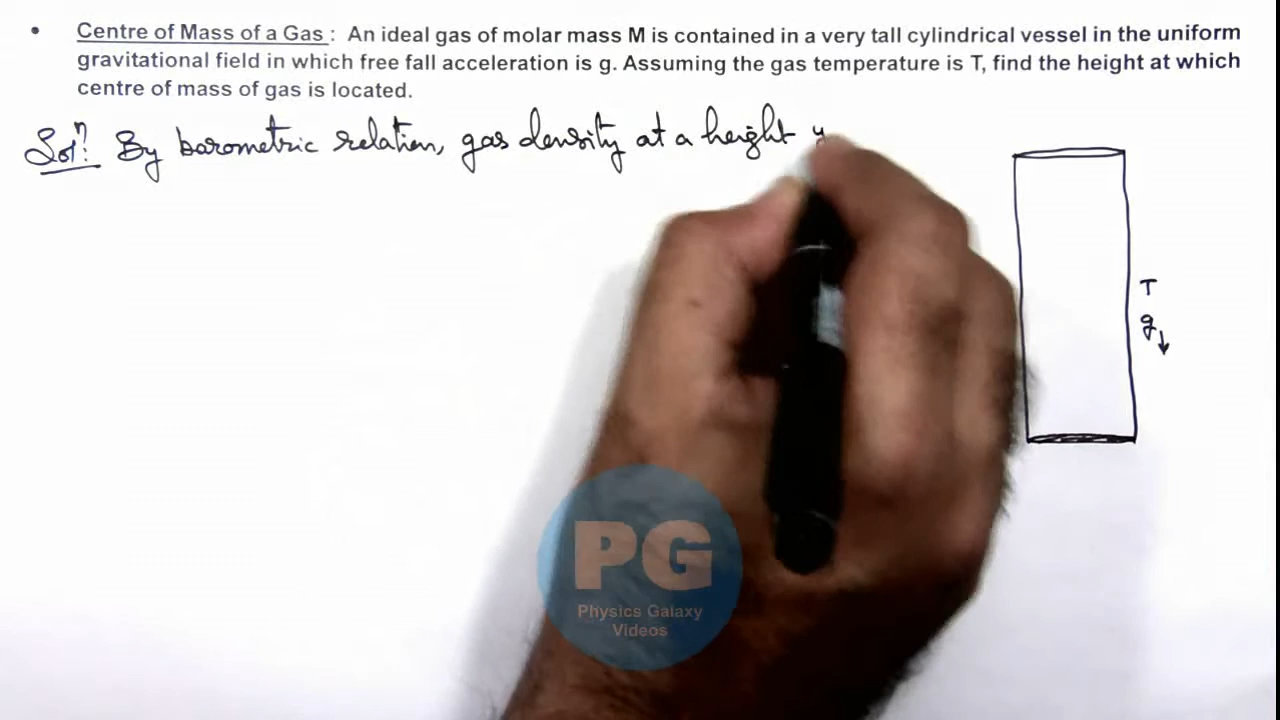 • Centre of Mass of a Gas : An ideal gas of molar mass M is contained in a very tall cylindrical vessel in the uniform
gravitational field in which free fall acceleration is g. Assuming the gas temperature is T, find the height at which
centre of mass of gas is located.
Solⁿ: By barometric relation, gas density at a height y
T
g
PG
Physics Galaxy
Videos